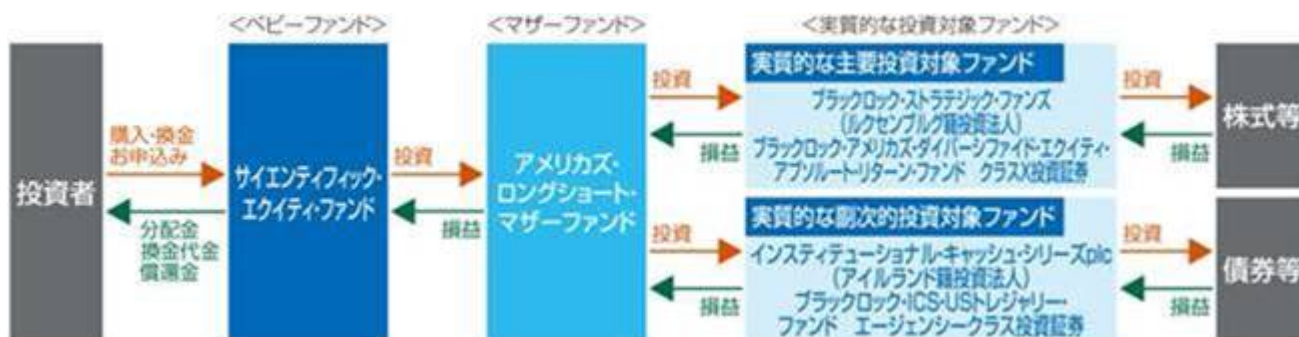 <ベビーファンド>
<マザーファンド>
<実質的な投資対象ファンド>
投資者
購入・換金
お申込み
分配金
換金代金
償還金
サイエンティフィック・
エクイティ・ファンド
投資
損益
アメリカズ・
ロングショート・
マザーファンド
投資
損益
実質的な主要投資対象ファンド
ブラックロック・ストラテジック・ファンズ
(ルクセンブルグ籍投資法人)
ブラックロック・アメリカズ・ダイバーシファイド・エクイティ・
アブソルート・リターン・ファンド クラスX投資証券
投資
損益
株式等
投資
損益
実質的な副次的投資対象ファンド
インスティテューショナル・キャッシュ・シリーズplc
(アイルランド籍投資法人)
ブラックロック・ICS・USトレジャリー・
ファンド エージェンシークラス投資証券
投資
損益
債券等